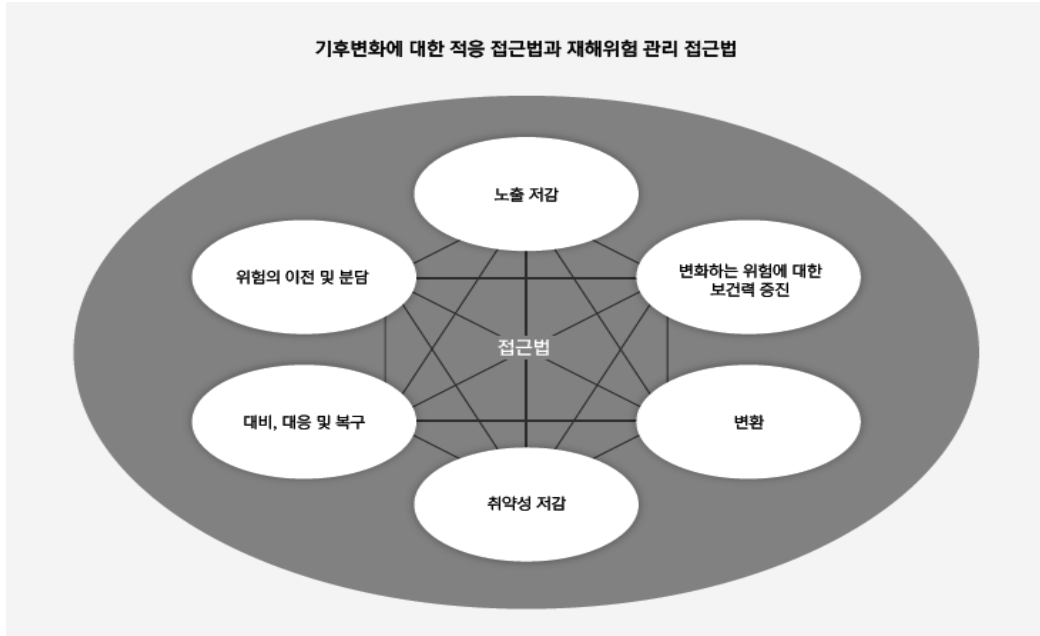 기후변화에 대한 적응 접근법과 재해위험 관리 접근법
노출 저감
위험의 이전 및 분담
변화하는 위험에 대한
보건력 증진
접근법
대비, 대응 및 복구
변환
취약성 저감